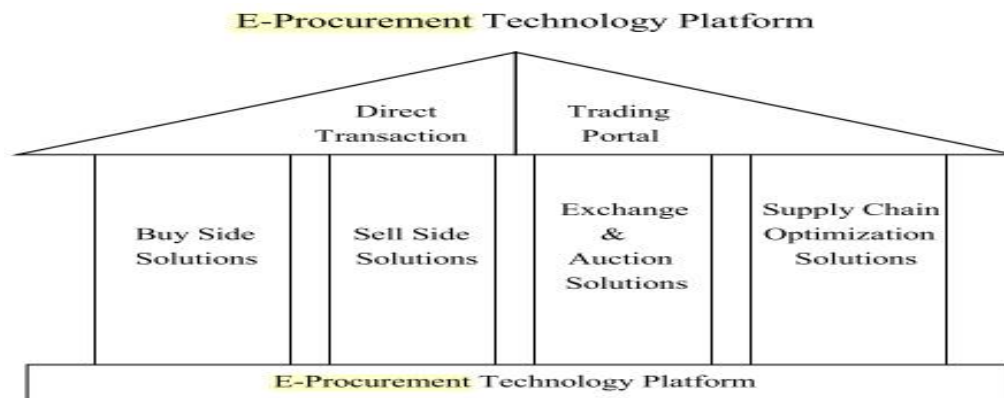 E-Procurement Technology Platform
Direct
Transaction
Trading
Portal
Buy Side
Solutions
Sell Side
Solutions
Exchange
&
Auction
Solutions
Supply Chain
Optimization
Solutions
E-Procurement Technology Platform